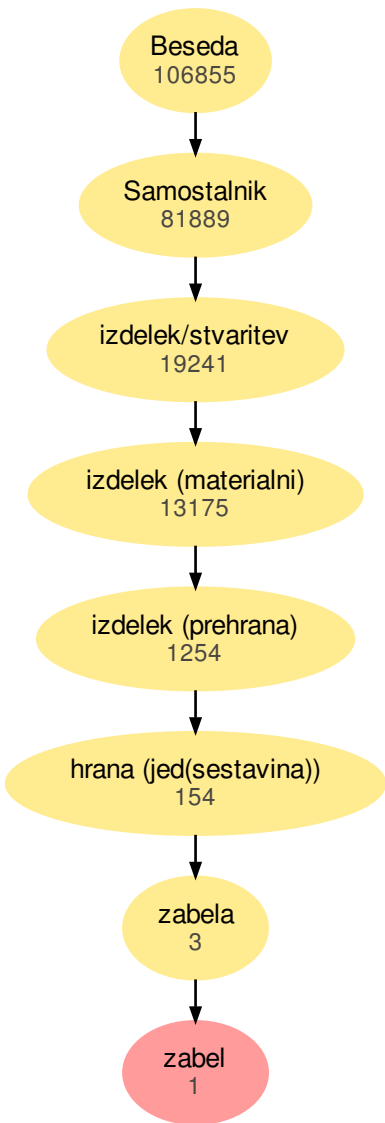 Beseda
106855
Samostalnik
81889
izdelek/stvaritev
19241
izdelek (materialni)
13175
izdelek (prehrana)
1254
hrana (jed(sestavina))
154
zabela
3
zabel
1